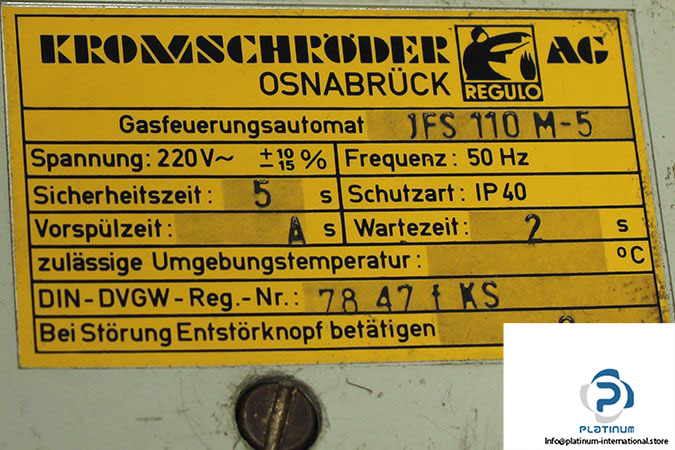 KROMSCHRÖDER AG
OSNABRÜCK
REGULO
Gasfeuerungsautomat IFS 110 M-5
Spannung: 220V~ +10 -15 % Frequenz: 50 Hz
Sicherheitszeit: 5 s Schutzart: IP 40
Vorspülzeit: A s Wartezeit: 2 s
zulässige Umgebungstemperatur: °C
DIN-DVGW-Reg.-Nr.: 78 47 f KS
Bei Störung Entstörknopf betätigen
PLATINUM
Info@platinum-international.store